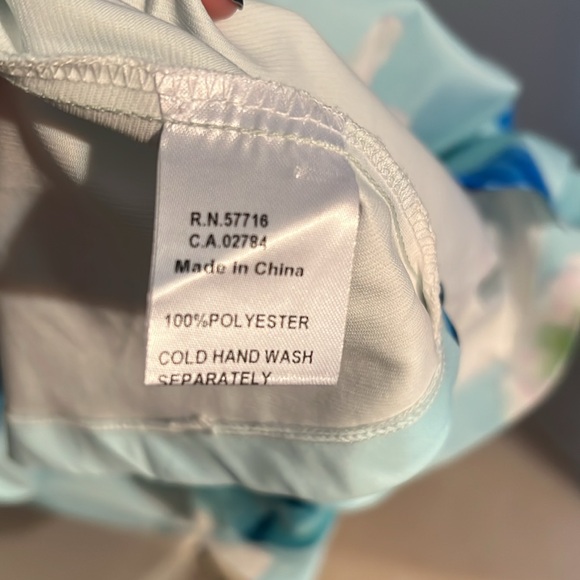 R.N.57716
C.A.02784
Made in China
100%POLYESTER
COLD HAND WASH
SEPARATELY